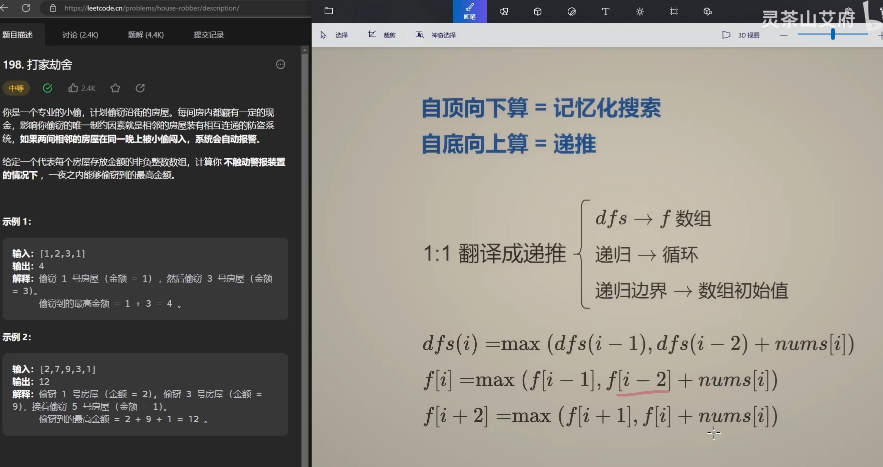 https://leetcode.cn/problems/house-robber/description/
题目描述
讨论 (2.4K)
题解 (4.4K)
提交记录
198. 打家劫舍
中等
2.4K
你是一个专业的小偷，计划偷窃沿街的房屋。每间房内都藏有一定的现
金，影响你偷窃的唯一制约因素就是相邻的房屋装有相互连通的防盗系
统，如果两间相邻的房屋在同一晚上被小偷闯入，系统会自动报警。
给定一个代表每个房屋存放金额的非负整数数组，计算你 不触动警报装置
的情况下 ，一夜之内能够偷窃到的最高金额。
示例 1：
输入：[1,2,3,1]
输出：4
解释：偷窃 1 号房屋 (金额 = 1) ，然后偷窃 3 号房屋 (金额
= 3)。
偷窃到的最高金额 = 1 + 3 = 4 。
示例 2：
输入：[2,7,9,3,1]
输出：12
解释：偷窃 1 号房屋 (金额 = 2), 偷窃 3 号房屋 (金额 =
9)，接着偷窃 5 号房屋 (金额 = 1)。
偷窃到的最高金额 = 2 + 9 + 1 = 12 。
画笔
灵茶山艾府
选择
裁剪
神奇选择
3D 视图
自顶向下算 = 记忆化搜索
自底向上算 = 递推
1:1 翻译成递推
dfs → f 数组
递归 → 循环
递归边界 → 数组初始值
dfs(i) =max (dfs(i − 1), dfs(i − 2) + nums[i])
f[i] =max (f[i − 1], f[i − 2] + nums[i])
f[i + 2] =max (f[i + 1], f[i] + nums[i])